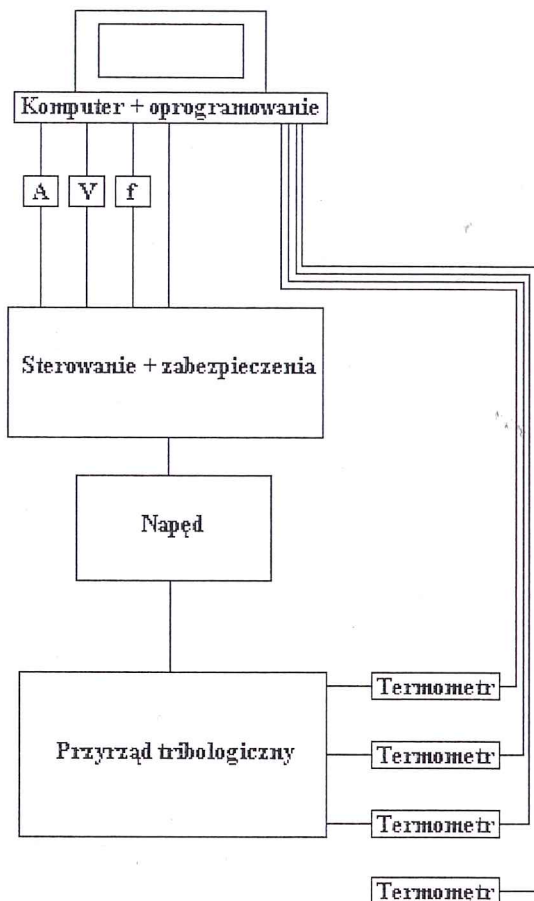 Komputer + oprogramowanie
A V f
Sterowanie + zabezpieczenia
Napęd
Termometr
Przyrząd tribologiczny
Termometr
Termometr
Termometr